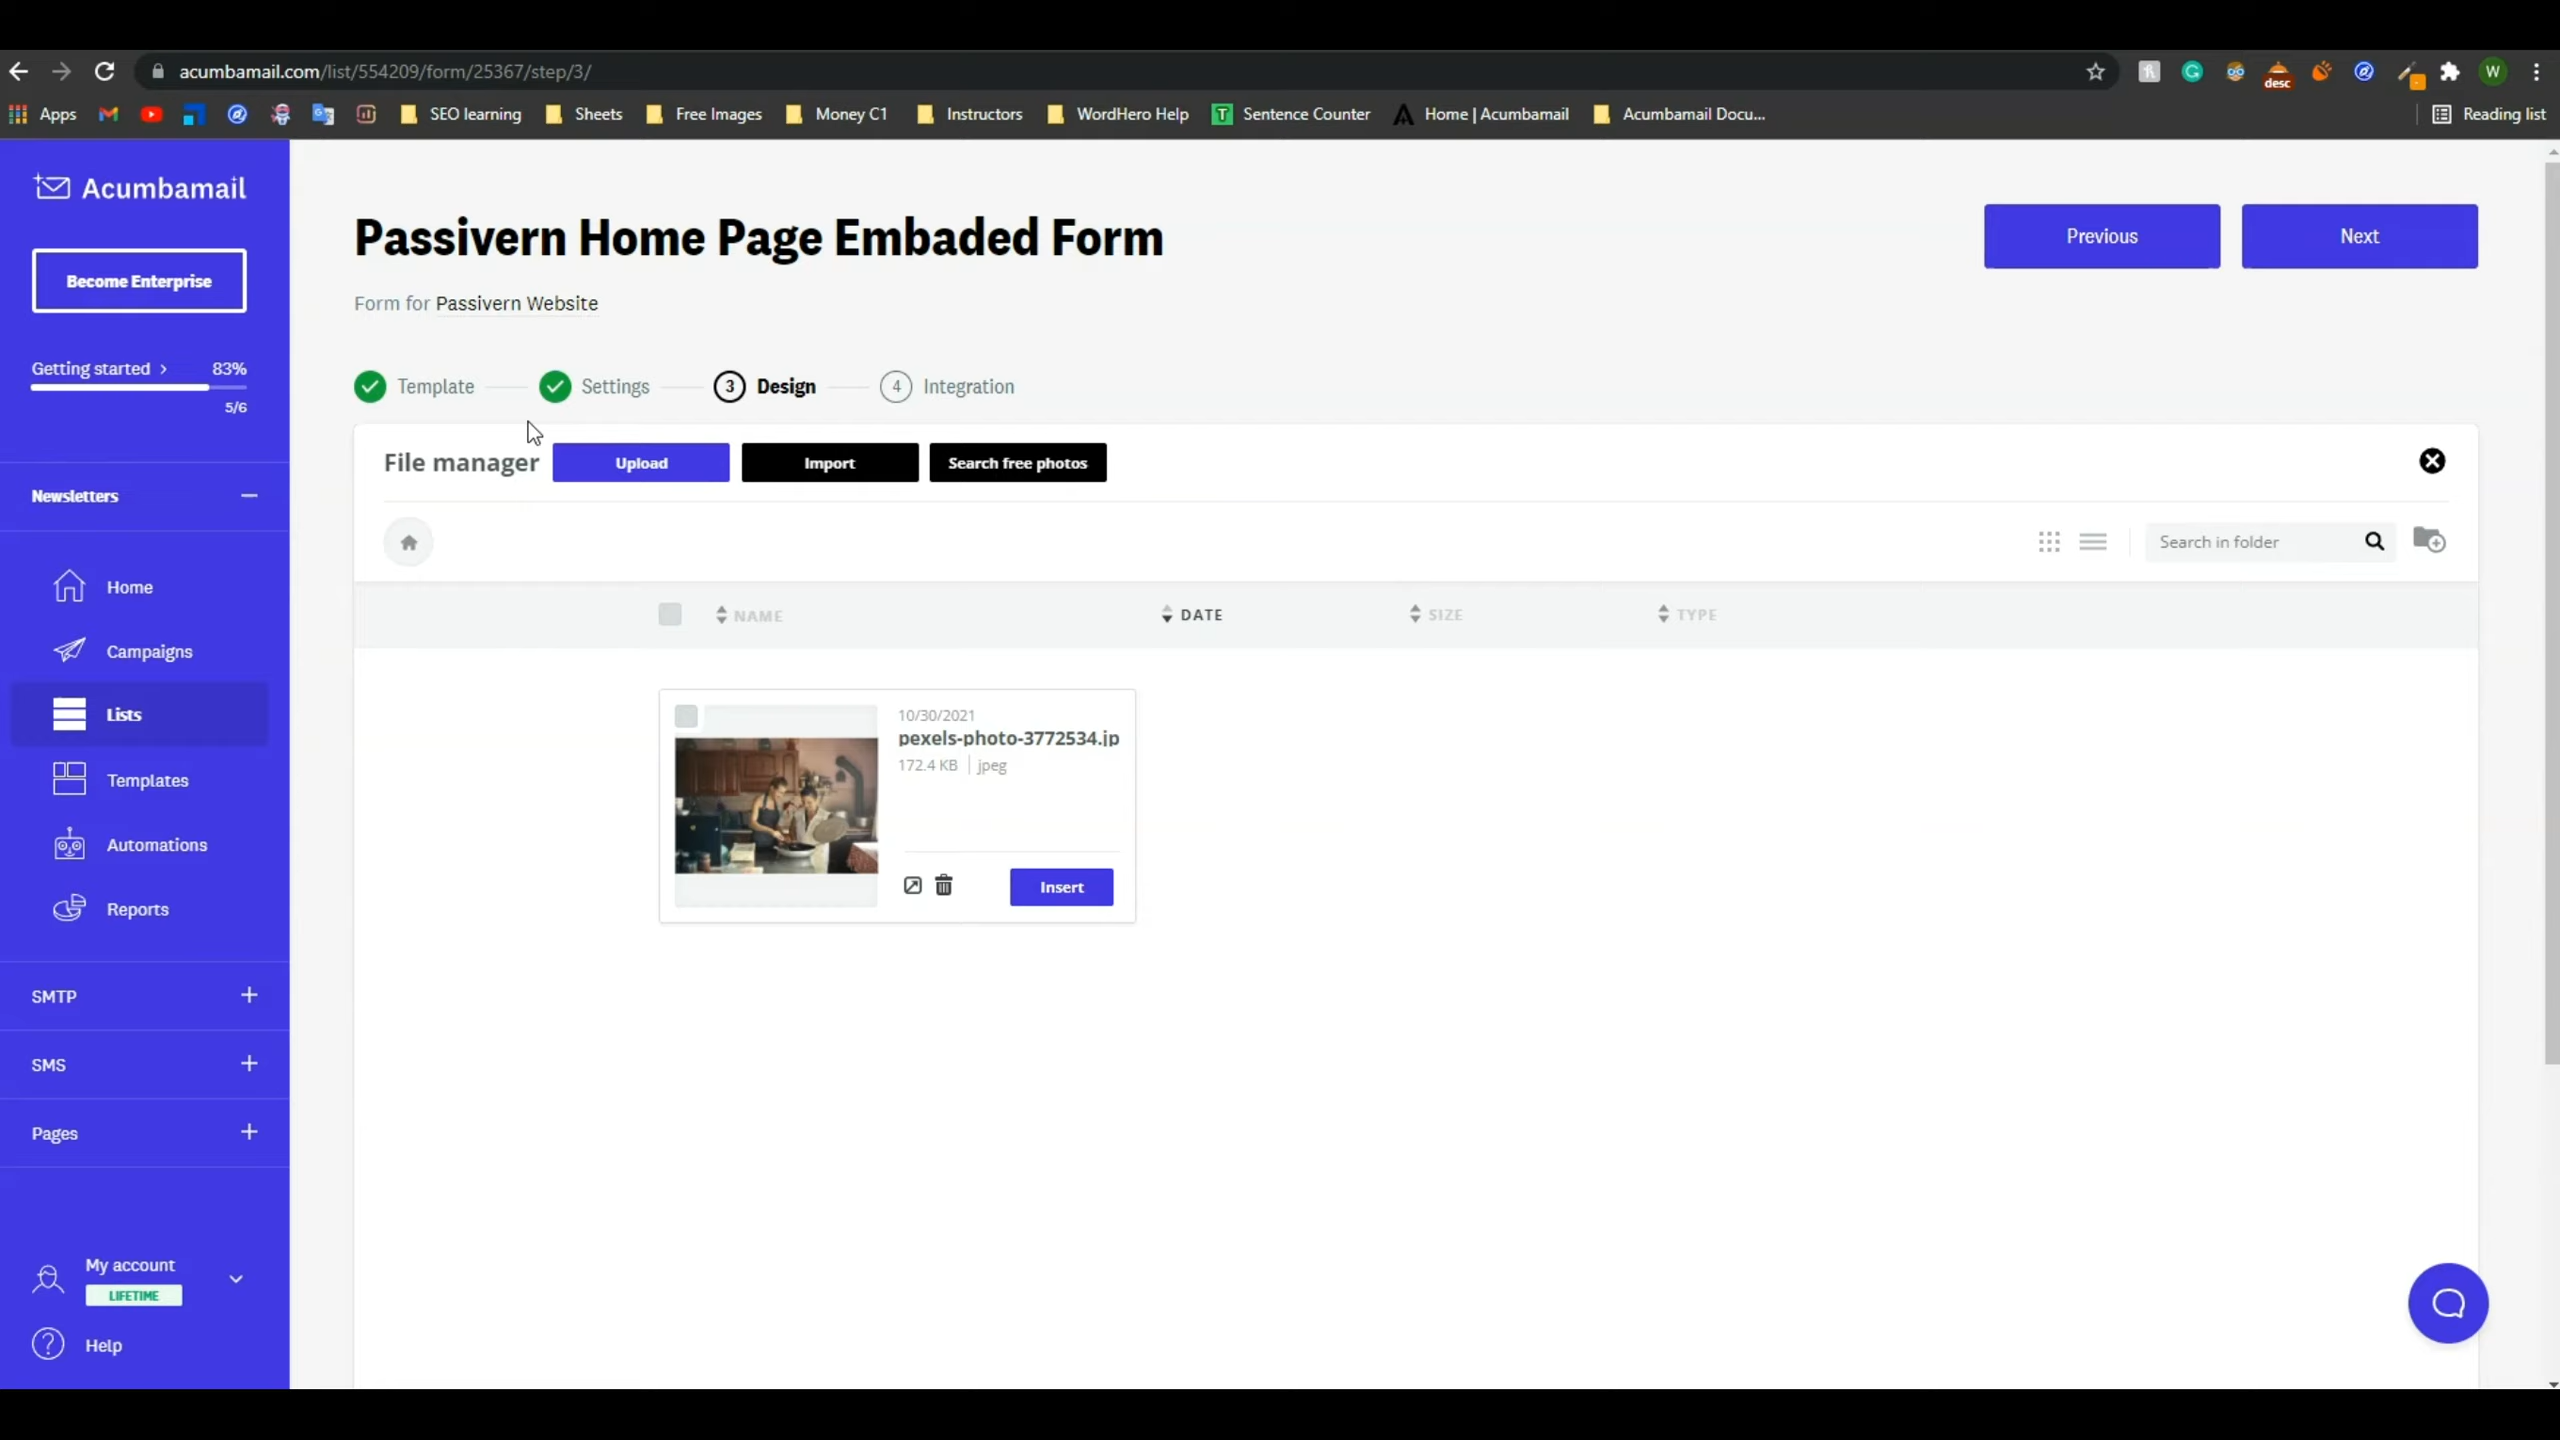 acumbamail.com/list/554209/form/25367/step/3/
desc
W
Apps
SEO learning
Sheets
Free Images
Money C1
Instructors
WordHero Help
T
Sentence Counter
Home | Acumbamail
Acumbamail Docu...
Reading list
Acumbamail
Become Enterprise
Getting started > 83%
5/6
Newsletters
Home
Campaigns
Lists
Templates
Automations
Reports
SMTP
SMS
Pages
My account
LIFETIME
Help
Passivern Home Page Embaded Form
Previous
Next
Form for Passivern Website
Template
Settings
3 Design
4 Integration
File manager
Upload
Import
Search free photos
Search in folder
NAME
DATE
SIZE
TYPE
10/30/2021
pexels-photo-3772534.jp
172.4 KB | jpeg
Insert